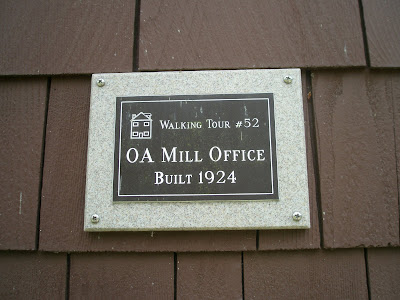 WALKING TOUR #52
OA MILL OFFICE
BUILT 1924